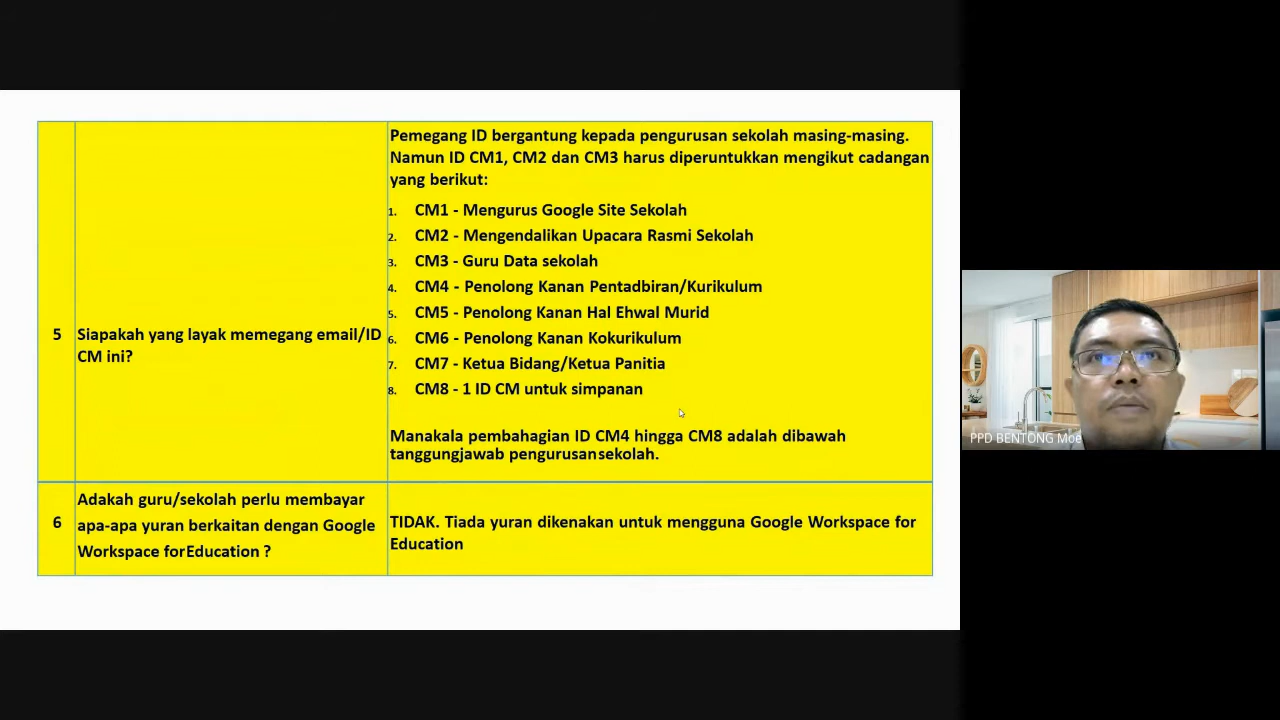 Pemegang ID bergantung kepada pengurusan sekolah masing-masing.
Namun ID CM1, CM2 dan CM3 harus diperuntukkan mengikut cadangan
yang berikut:
1. CM1 - Mengurus Google Site Sekolah
2. CM2 - Mengendalikan Upacara Rasmi Sekolah
3. CM3 - Guru Data sekolah
4. CM4 - Penolong Kanan Pentadbiran/Kurikulum
5. CM5 - Penolong Kanan Hal Ehwal Murid
6. CM6 - Penolong Kanan Kokurikulum
7. CM7 - Ketua Bidang/Ketua Panitia
8. CM8 - 1 ID CM untuk simpanan
5 Siapakah yang layak memegang email/ID
CM ini?
Manakala pembahagian ID CM4 hingga CM8 adalah dibawah
tanggungjawab pengurusansekolah.
6 Adakah guru/sekolah perlu membayar
apa-apa yuran berkaitan dengan Google
Workspace forEducation ?
TIDAK. Tiada yuran dikenakan untuk mengguna Google Workspace for
Education
PPD BENTONG Moe